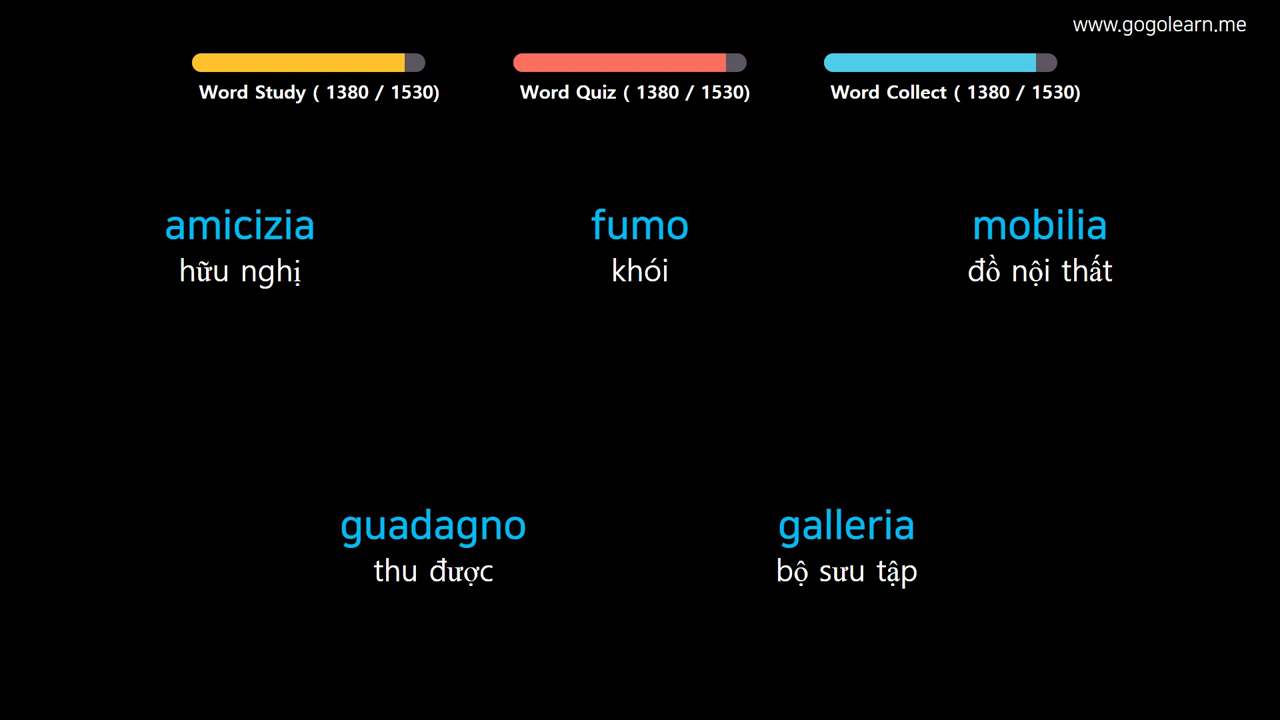 www.gogolearn.me
Word Study ( 1380 / 1530)
Word Quiz ( 1380 / 1530)
Word Collect ( 1380 / 1530)
amicizia
hữu nghị
fumo
khói
mobilia
đồ nội thất
guadagno
thu được
galleria
bộ sưu tập